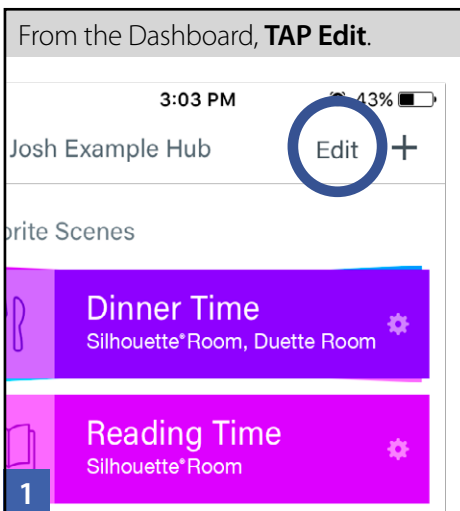 From the Dashboard, TAP Edit.
3:03 PM 43%
Josh Example Hub Edit +
orite Scenes
Dinner Time
Silhouette®Room, Duette Room
Reading Time
Silhouette®Room
1